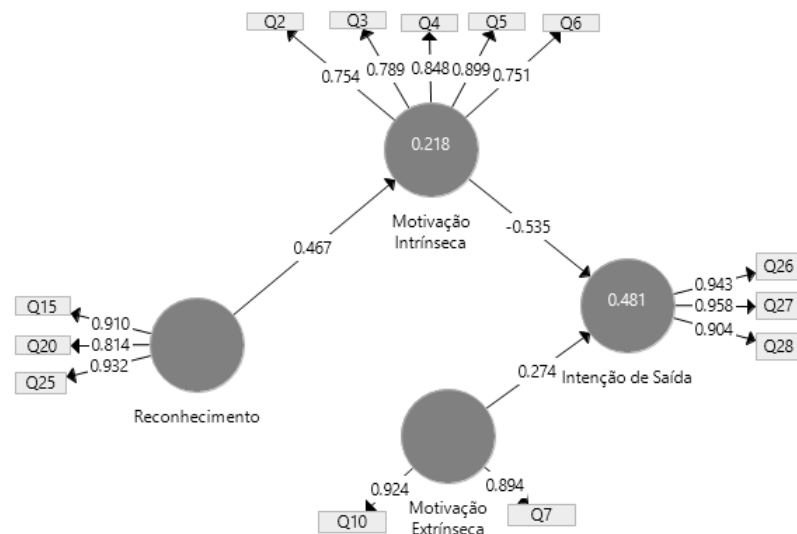 Q2
Q3
Q4
Q5
Q6
0.754
0.789
0.848
0.899
0.751
0.218
Motivação
Intrínseca
0.467
-0.535
Q15
Q20
Q25
0.910
0.814
0.932
Reconhecimento
0.481
Intenção de Saída
0.943
0.958
0.904
Q26
Q27
Q28
0.274
0.924
0.894
Motivação
Extrínseca
Q10
Q7